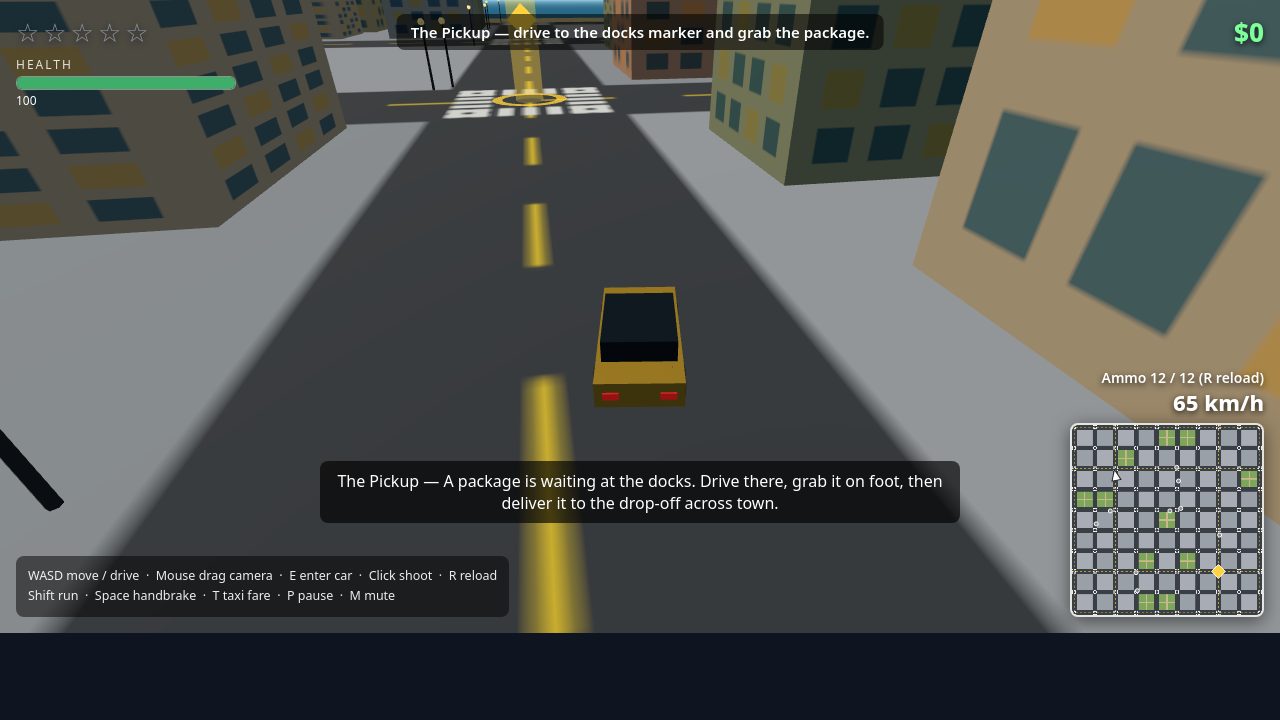 The Pickup — drive to the docks marker and grab the package.
$0
HEALTH
100
Ammo 12 / 12 (R reload)
65 km/h
The Pickup — A package is waiting at the docks. Drive there, grab it on foot, then
deliver it to the drop-off across town.
WASD move / drive · Mouse drag camera · E enter car · Click shoot · R reload
Shift run · Space handbrake · T taxi fare · P pause · M mute